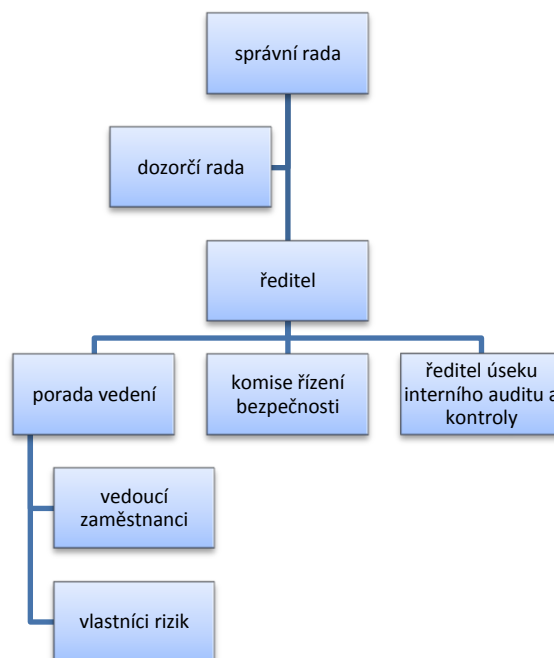 správní rada
dozorčí rada
ředitel
porada vedení
komise řízení
bezpečnosti
ředitel úseku
interního auditu a
kontroly
vedoucí
zaměstnanci
vlastníci rizik